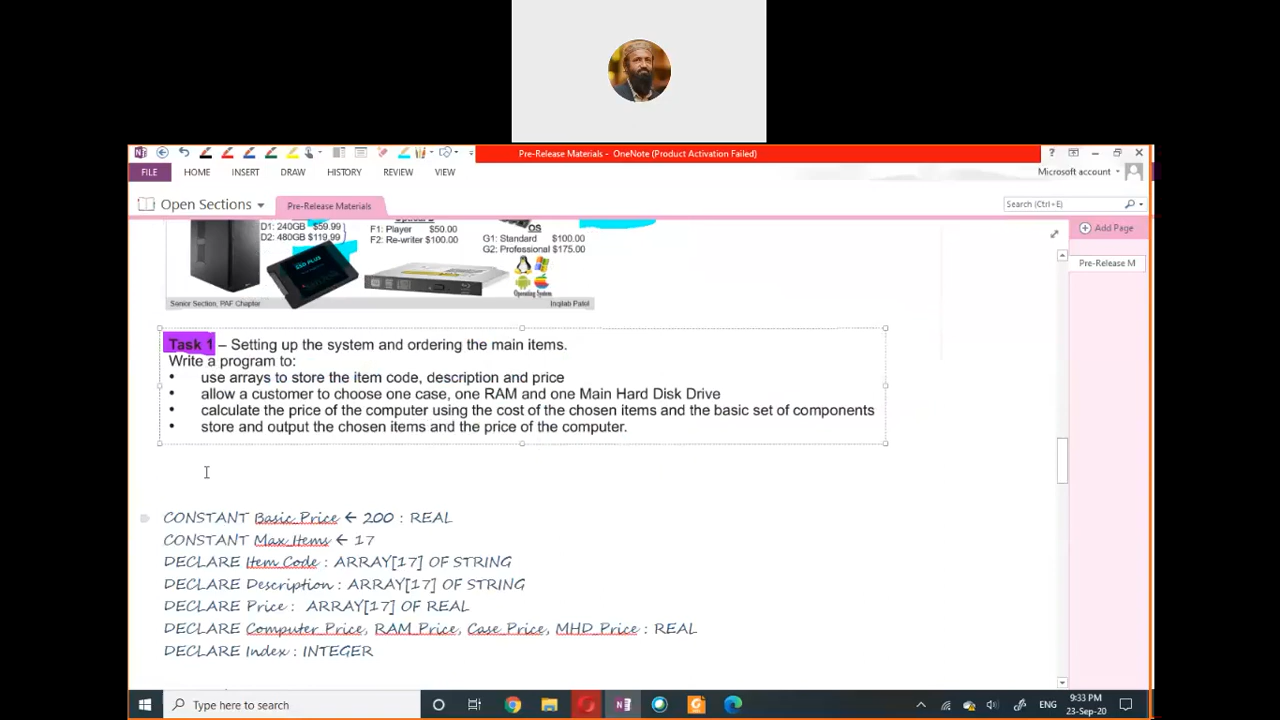 Pre-Release Materials - OneNote (Product Activation Failed)
FILE HOME INSERT DRAW HISTORY REVIEW VIEW Microsoft account
Open Sections Pre-Release Materials Search (Ctrl+E)
Add Page
Pre-Release M
D1: 240GB $59.99
D2: 480GB $119.99
F1: Player $50.00
F2: Re-writer $100.00
OS
G1: Standard $100.00
G2: Professional $175.00
Operating System
Senior Section, PAF Chapter Inqilab Patel
Task 1 – Setting up the system and ordering the main items.
Write a program to:
• use arrays to store the item code, description and price
• allow a customer to choose one case, one RAM and one Main Hard Disk Drive
• calculate the price of the computer using the cost of the chosen items and the basic set of components
• store and output the chosen items and the price of the computer.
CONSTANT Basic_Price ← 200 : REAL
CONSTANT Max_Items ← 17
DECLARE Item_Code : ARRAY[17] OF STRING
DECLARE Description : ARRAY[17] OF STRING
DECLARE Price : ARRAY[17] OF REAL
DECLARE Computer_Price, RAM_Price, Case_Price, MHD_Price : REAL
DECLARE Index : INTEGER
Type here to search
ENG
9:33 PM
23-Sep-20